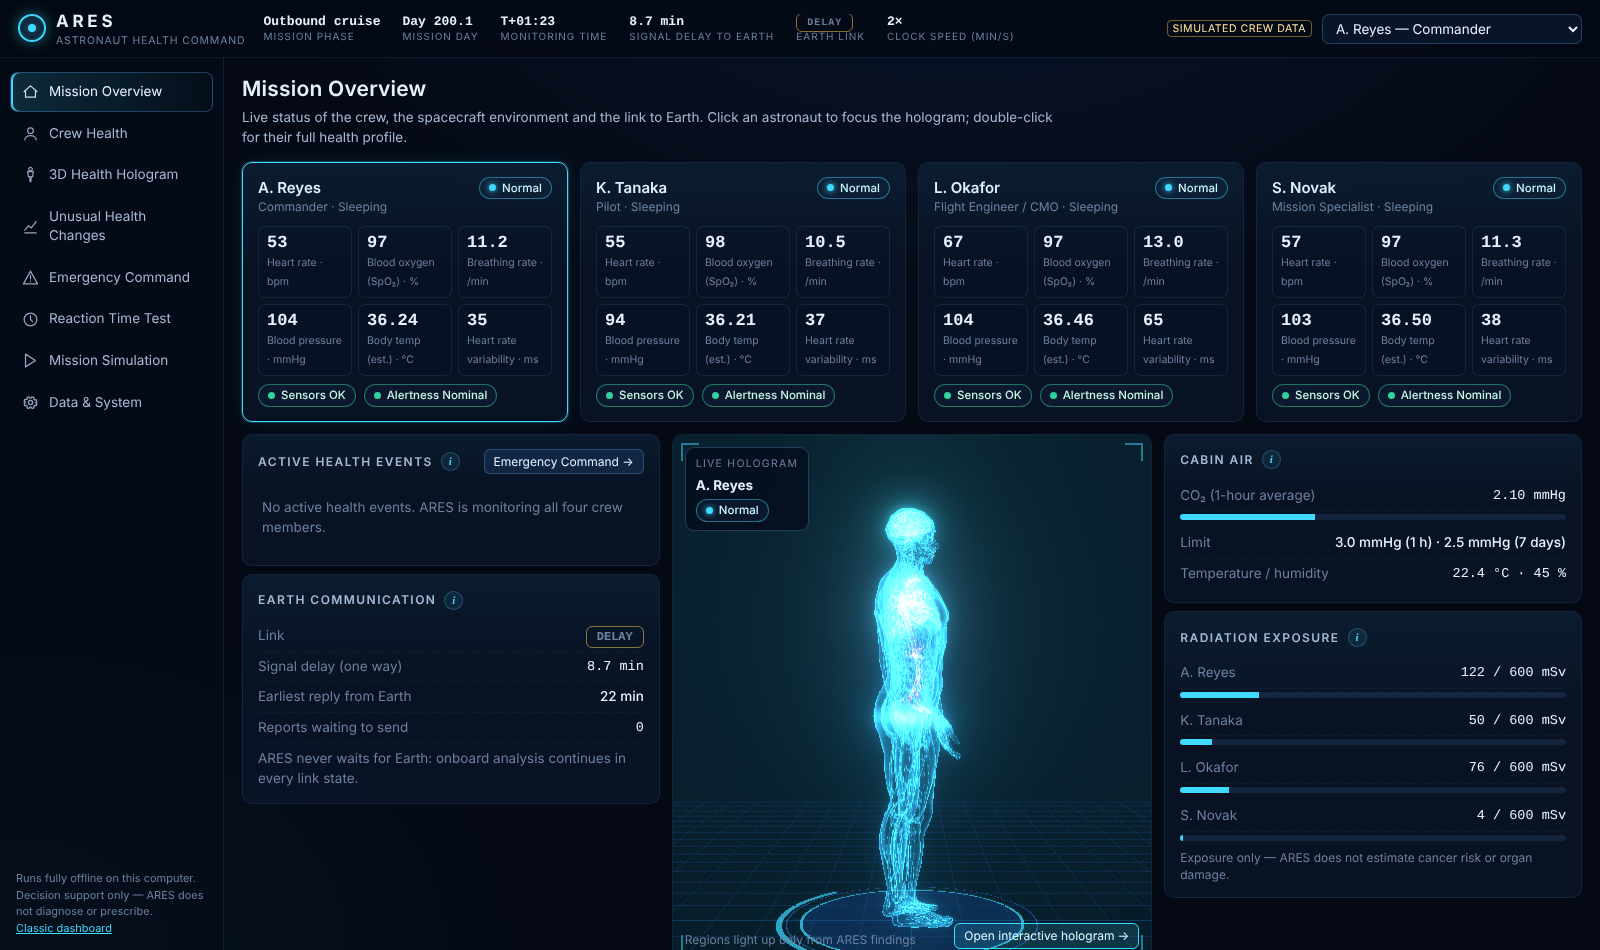 ARES
ASTRONAUT HEALTH COMMAND
Outbound cruise
MISSION PHASE
Day 200.1
MISSION DAY
T+01:23
MONITORING TIME
8.7 min
SIGNAL DELAY TO EARTH
DELAY
EARTH LINK
2×
CLOCK SPEED (MIN/S)
SIMULATED CREW DATA
A. Reyes — Commander
Mission Overview
Crew Health
3D Health Hologram
Unusual Health
Changes
Emergency Command
Reaction Time Test
Mission Simulation
Data & System
Runs fully offline on this computer.
Decision support only — ARES does
not diagnose or prescribe.
Classic dashboard
Mission Overview
Live status of the crew, the spacecraft environment and the link to Earth. Click an astronaut to focus the hologram; double-click
for their full health profile.
A. Reyes
Normal
Commander · Sleeping
53
Heart rate ·
bpm
97
Blood oxygen
(SpO₂) · %
11.2
Breathing rate ·
/min
104
Blood pressure
· mmHg
36.24
Body temp
(est.) · °C
35
Heart rate
variability · ms
Sensors OK
Alertness Nominal
K. Tanaka
Normal
Pilot · Sleeping
55
Heart rate ·
bpm
98
Blood oxygen
(SpO₂) · %
10.5
Breathing rate ·
/min
94
Blood pressure
· mmHg
36.21
Body temp
(est.) · °C
37
Heart rate
variability · ms
Sensors OK
Alertness Nominal
L. Okafor
Normal
Flight Engineer / CMO · Sleeping
67
Heart rate ·
bpm
97
Blood oxygen
(SpO₂) · %
13.0
Breathing rate ·
/min
104
Blood pressure
· mmHg
36.46
Body temp
(est.) · °C
65
Heart rate
variability · ms
Sensors OK
Alertness Nominal
S. Novak
Normal
Mission Specialist · Sleeping
57
Heart rate ·
bpm
97
Blood oxygen
(SpO₂) · %
11.3
Breathing rate ·
/min
103
Blood pressure
· mmHg
36.50
Body temp
(est.) · °C
38
Heart rate
variability · ms
Sensors OK
Alertness Nominal
ACTIVE HEALTH EVENTS
i
Emergency Command →
No active health events. ARES is monitoring all four crew
members.
EARTH COMMUNICATION
i
Link
DELAY
Signal delay (one way)
8.7 min
Earliest reply from Earth
22 min
Reports waiting to send
0
ARES never waits for Earth: onboard analysis continues in
every link state.
LIVE HOLOGRAM
A. Reyes
Normal
Regions light up only from ARES findings
Open interactive hologram →
CABIN AIR
i
CO₂ (1-hour average)
2.10 mmHg
Limit
3.0 mmHg (1 h) · 2.5 mmHg (7 days)
Temperature / humidity
22.4 °C · 45 %
RADIATION EXPOSURE
i
A. Reyes
122 / 600 mSv
K. Tanaka
50 / 600 mSv
L. Okafor
76 / 600 mSv
S. Novak
4 / 600 mSv
Exposure only — ARES does not estimate cancer risk or organ
damage.